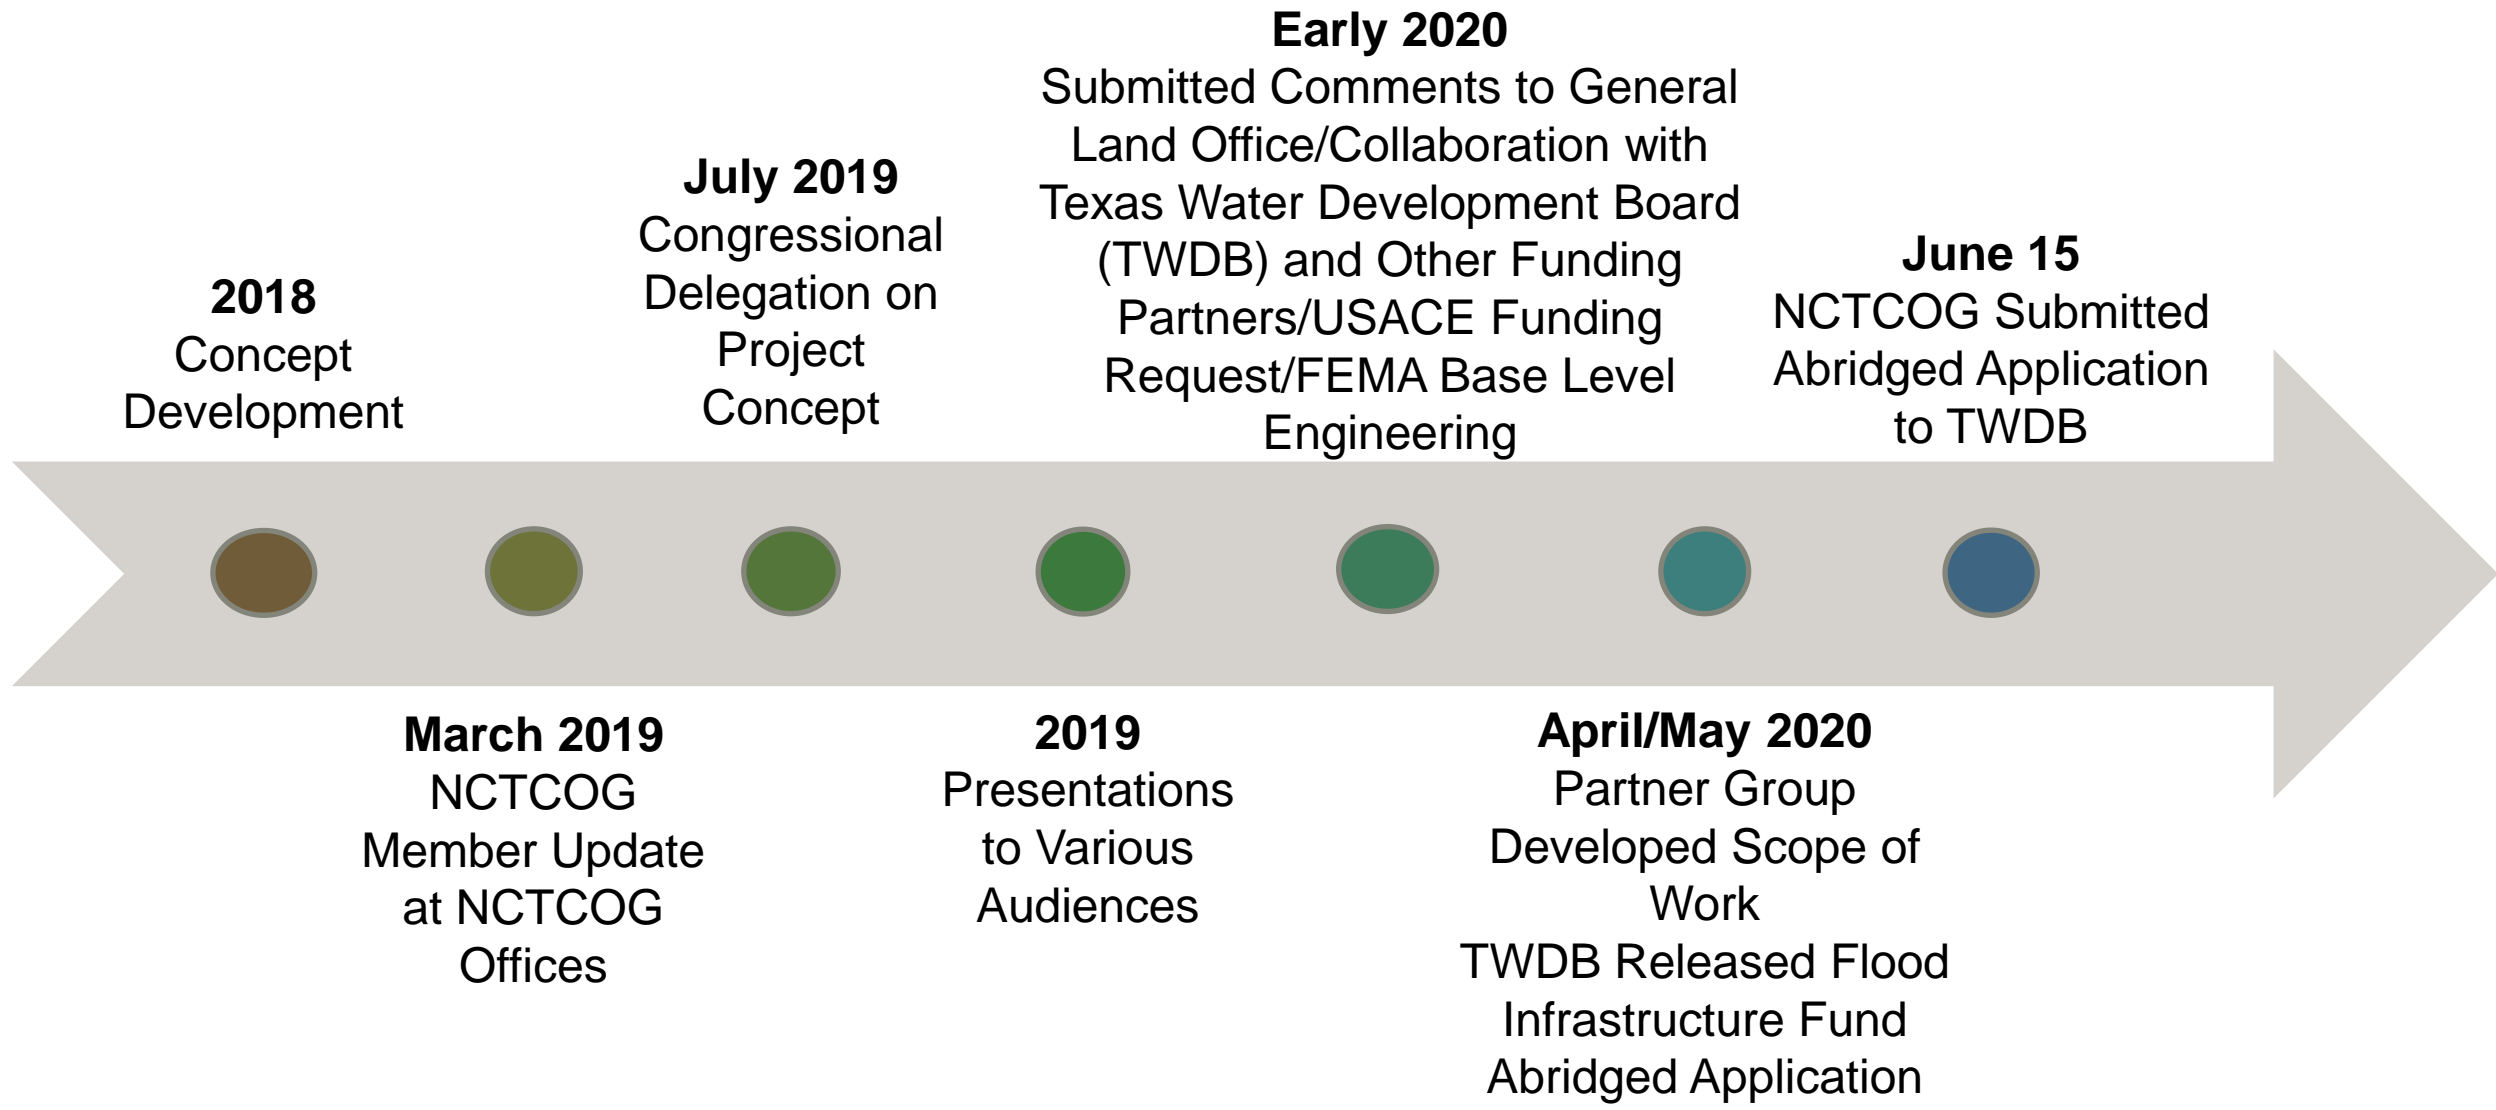 2018
Concept
Development
March 2019
NCTCOG
Member Update
at NCTCOG
Offices
July 2019
Congressional
Delegation on
Project
Concept
2019
Presentations
to Various
Audiences
Early 2020
Submitted Comments to General
Land Office/Collaboration with
Texas Water Development Board
(TWDB) and Other Funding
Partners/USACE Funding
Request/FEMA Base Level
Engineering
April/May 2020
Partner Group
Developed Scope of
Work
TWDB Released Flood
Infrastructure Fund
Abridged Application
June 15
NCTCOG Submitted
Abridged Application
to TWDB